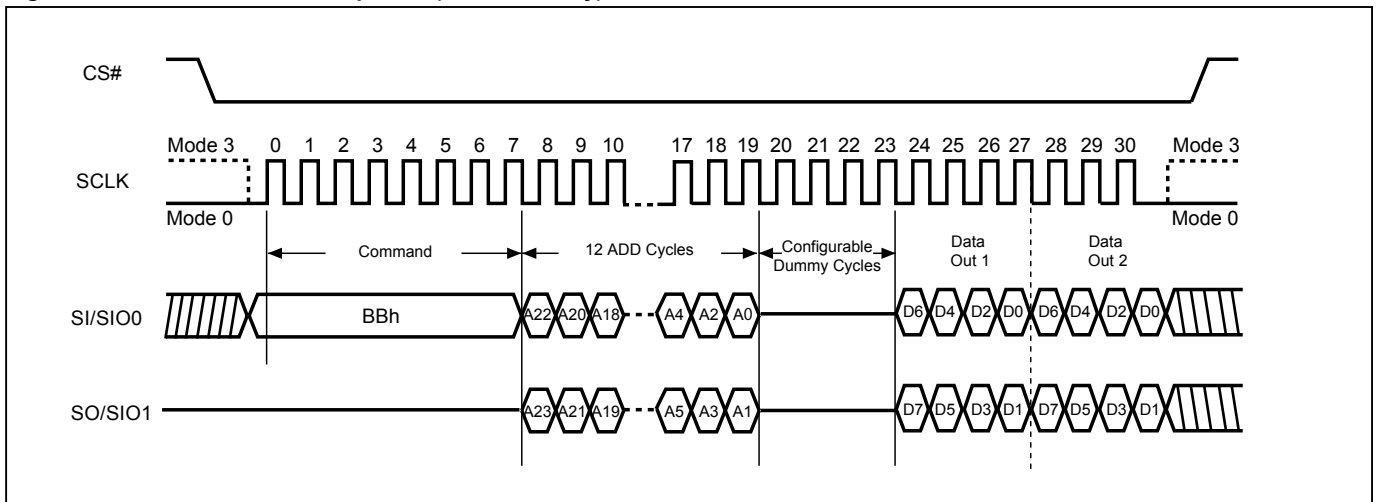 CS#
Mode 3 0 1 2 3 4 5 6 7 8 9 10 17 18 19 20 21 22 23 24 25 26 27 28 29 30 Mode 3
SCLK
Mode 0 Mode 0
Command 12 ADD Cycles Configurable Dummy Cycles Data Out 1 Data Out 2
SI/SIO0 BBh A22 A20 A18 A4 A2 A0 D6 D4 D2 D0 D6 D4 D2 D0
SO/SIO1 A23 A21 A19 A5 A3 A1 D7 D5 D3 D1 D7 D5 D3 D1